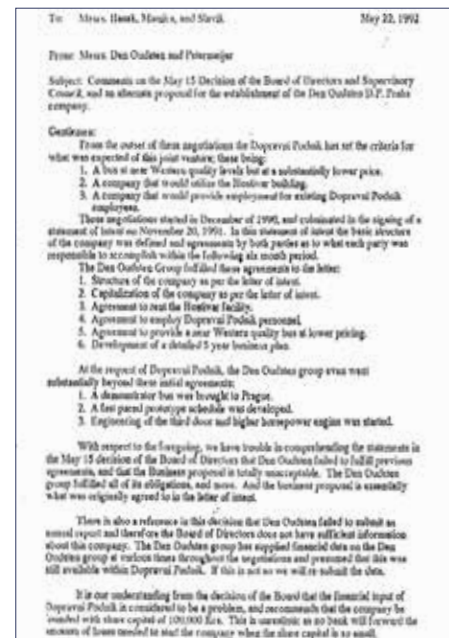 To: Messrs. Hosek, Morajka, and Slavik May 22, 1992
From: Messrs. Den Oudsten and Petermeijer
Subject: Comments on the May 15 Decision of the Board of Directors and Supervisory
Council, and an alternate proposal for the establishment of the Den Oudsten D.P. Praha
company.
Gentlemen:
From the outset of these negotiations the Dopravni Podnik has set the criteria for
what was expected of this joint venture; these being:
1. A bus at near Western quality levels but at a substantially lower price.
2. A company that would utilize the Hostivar building.
3. A company that would provide employment for existing Dopravni Podnik
employees.
These negotiations started in December of 1990, and culminated in the signing of a
statement of intent on November 20, 1991. In this statement of intent the basic structure
of the company was defined and agreements by both parties as to what each party was
responsible to accomplish within the following six month period.
The Den Oudsten Group fulfilled these agreements to the letter:
1. Structure of the company as per the letter of intent.
2. Capitalization of the company as per the letter of intent.
3. Agreement to rent the Hostivar facility.
4. Agreement to employ Dopravni Podnik personnel.
5. Agreement to provide a near Western quality bus at lower pricing.
6. Development of a detailed 5 year business plan.
At the request of Dopravni Podnik, the Den Oudsten group even went
substantially beyond these initial agreements:
1. A demonstrator bus was brought to Prague.
2. A fast paced prototype schedule was developed.
3. Engineering of the third door and higher horsepower engine was started.
With respect to the foregoing, we have trouble in comprehending the statements in
the May 15 decision of the Board of Directors that Den Oudsten failed to fulfill previous
agreements, and that the Business proposal is totally unacceptable. The Den Oudsten
group fulfilled all of its obligations, and more. And the business proposal is essentially
what was originally agreed to in the letter of intent.
There is also a reference in this decision that Den Oudsten failed to submit an
annual report and therefore the Board of Directors does not have sufficient information
about this company. The Den Oudsten group has supplied financial data on the Den
Oudsten group at various times throughout the negotiations and presumed that this was
still available within Dopravni Podnik. If this is not so we will re-submit the data.
It is our understanding from the decision of the Board that the financial input of
Dopravni Podnik is considered to be a problem, and recommends that the company be
founded with share capital of 100,000 Kcs. This is unrealistic as no bank will forward the
amount of loans needed to start the company when the share capital is so small.